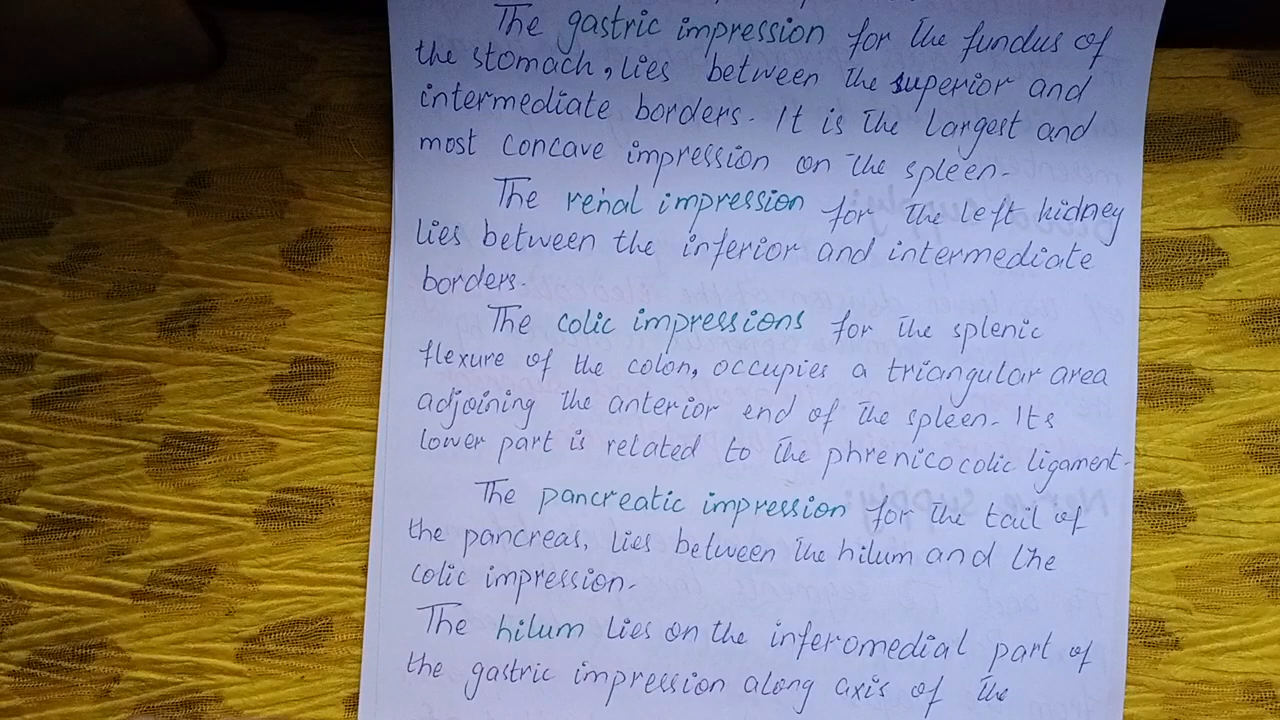 The gastric impression for the fundus of
the stomach, lies between the superior and
intermediate borders. It is the largest and
most concave impression on the spleen.
The renal impression for the left kidney
lies between the inferior and intermediate
borders.
The colic impressions for the splenic
flexure of the colon, occupies a triangular area
adjoining the anterior end of the spleen. Its
lower part is related to the phrenicocolic ligament.
The pancreatic impression for the tail of
the pancreas, lies between the hilum and the
colic impression.
The hilum lies on the inferomedial part of
the gastric impression along axis of the